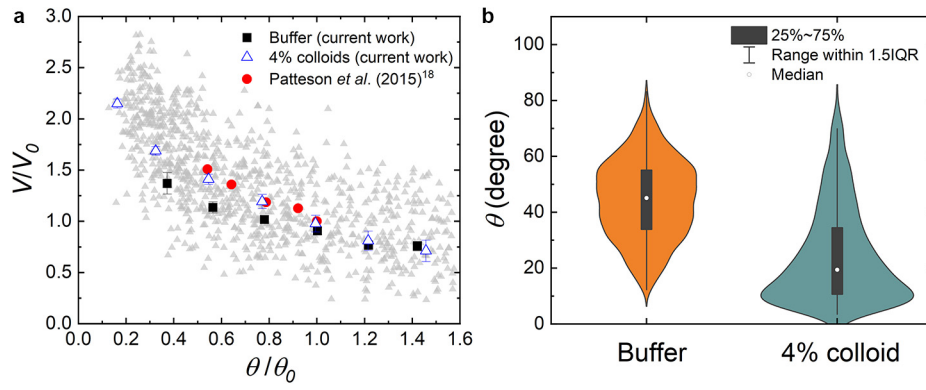 a
3.0
2.5
2.0
1.5
1.0
0.5
0.0
V/V₀
Buffer (current work)
4% colloids (current work)
Patteson et al. (2015)¹⁸
0.0 0.2 0.4 0.6 0.8 1.0 1.2 1.4 1.6
θ/θ₀
b
100
80
60
40
20
0
θ (degree)
25%~75%
Range within 1.5IQR
Median
Buffer 4% colloid